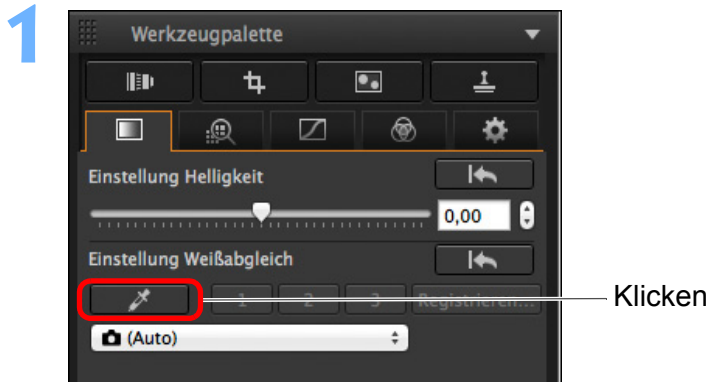 1
Werkzeugpalette
Einstellung Helligkeit
0,00
Einstellung Weißabgleich
1 2 3 Registrieren...
Klicken
(Auto)